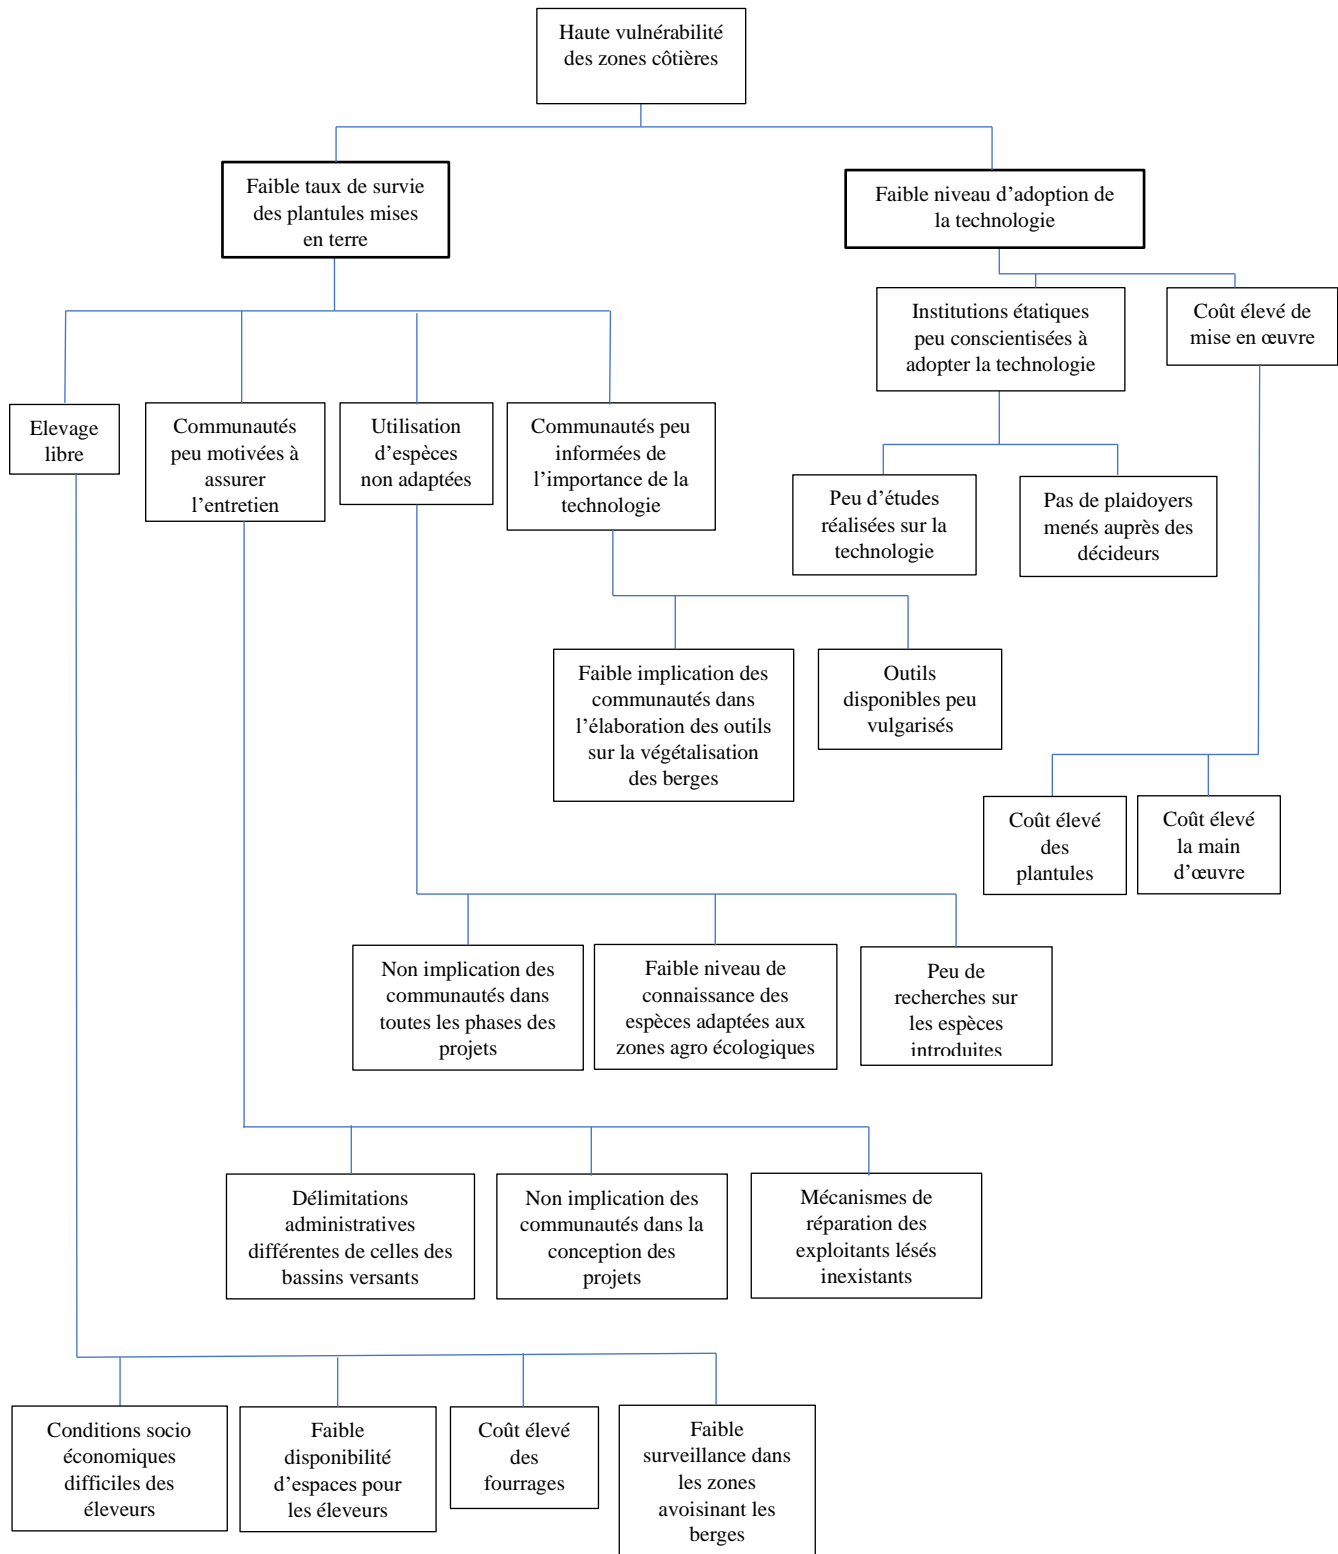 Haute vulnérabilité
des zones côtières
Faible taux de survie
des plantules mises
en terre
Faible niveau d’adoption de
la technologie
Institutions étatiques
peu conscientisées à
adopter la technologie
Coût élevé de
mise en œuvre
Elevage
libre
Communautés
peu motivées à
assurer
l’entretien
Utilisation
d’espèces
non adaptées
Communautés peu
informées de
l’importance de la
technologie
Peu d’études
réalisées sur la
technologie
Pas de plaidoyers
menés auprès des
décideurs
Faible implication des
communautés dans
l’élaboration des outils
sur la végétalisation
des berges
Outils
disponibles peu
vulgarisés
Coût élevé
des
plantules
Coût élevé
la main
d’œuvre
Non implication des
communautés dans
toutes les phases des
projets
Faible niveau de
connaissance des
espèces adaptées aux
zones agro écologiques
Peu de
recherches sur
les espèces
introduites
Délimitations
administratives
différentes de celles des
bassins versants
Non implication des
communautés dans la
conception des
projets
Mécanismes de
réparation des
exploitants lésés
inexistants
Conditions socio
économiques
difficiles des
éleveurs
Faible
disponibilité
d’espaces pour
les éleveurs
Coût élevé
des
fourrages
Faible
surveillance dans
les zones
avoisinant les
berges